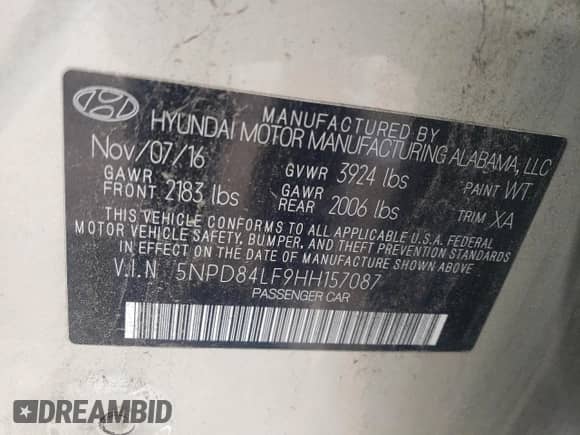 MANUFACTURED BY
HYUNDAI MOTOR MANUFACTURING ALABAMA, LLC
Nov/07/16 GVWR 3924 lbs PAINT WT
GAWR FRONT 2183 lbs GAWR REAR 2006 lbs TRIM XA
THIS VEHICLE CONFORMS TO ALL APPLICABLE U.S.A. FEDERAL
MOTOR VEHICLE SAFETY, BUMPER, AND THEFT PREVENTION STANDARDS
IN EFFECT ON THE DATE OF MANUFACTURE SHOWN ABOVE.
V.I.N 5NPD84LF9HH157087
PASSENGER CAR
DREAMBID